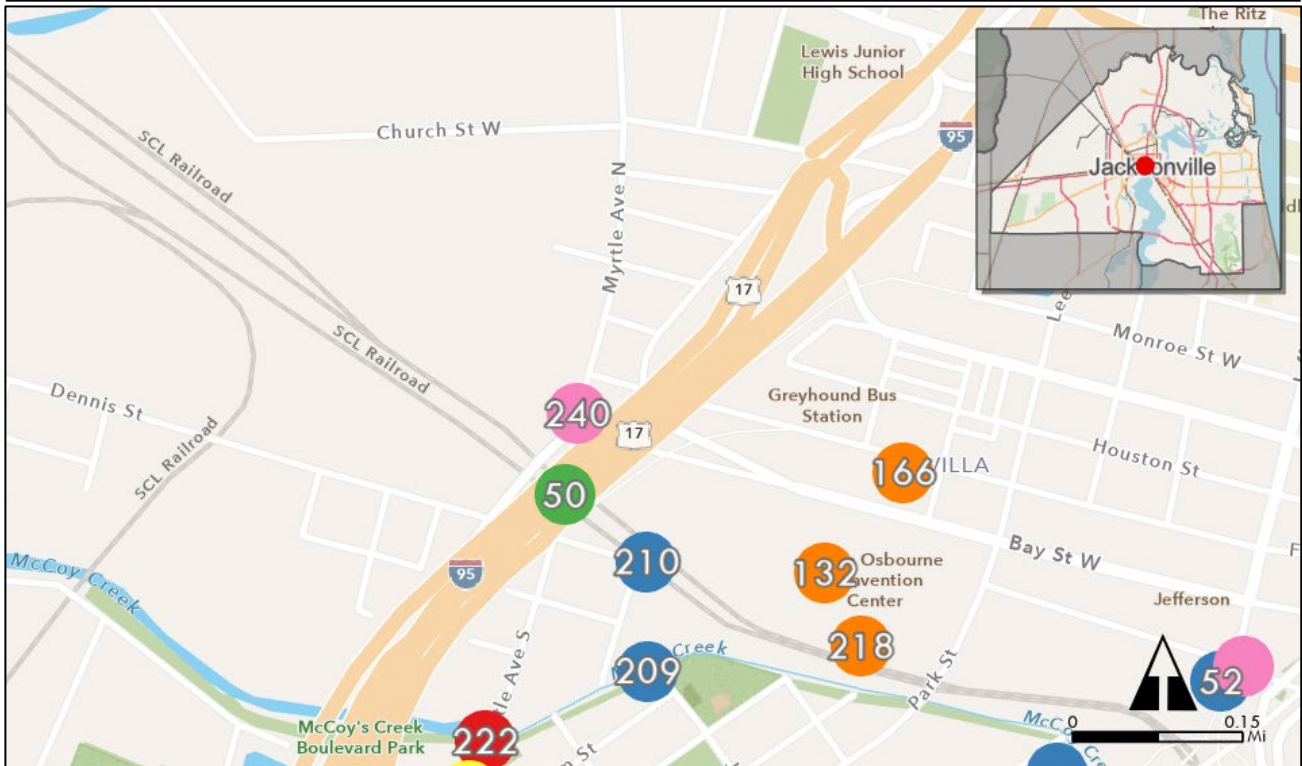 The Ritz
Lewis Junior
High School
95
Jacksonville
Church St W
SCL Railroad
Myrtle Ave N
17
Lee
Monroe St W
SCL Railroad
Dennis St
Greyhound Bus
Station
240
17
Houston St
SCL Railroad
166
VILLA
50
Bay St W
210
132
Osbourne
Center
95
McCoy Creek
Jefferson
218
209
Creek
52
Park St
McCoy's Creek
Boulevard Park
222
0
0.15
Mi